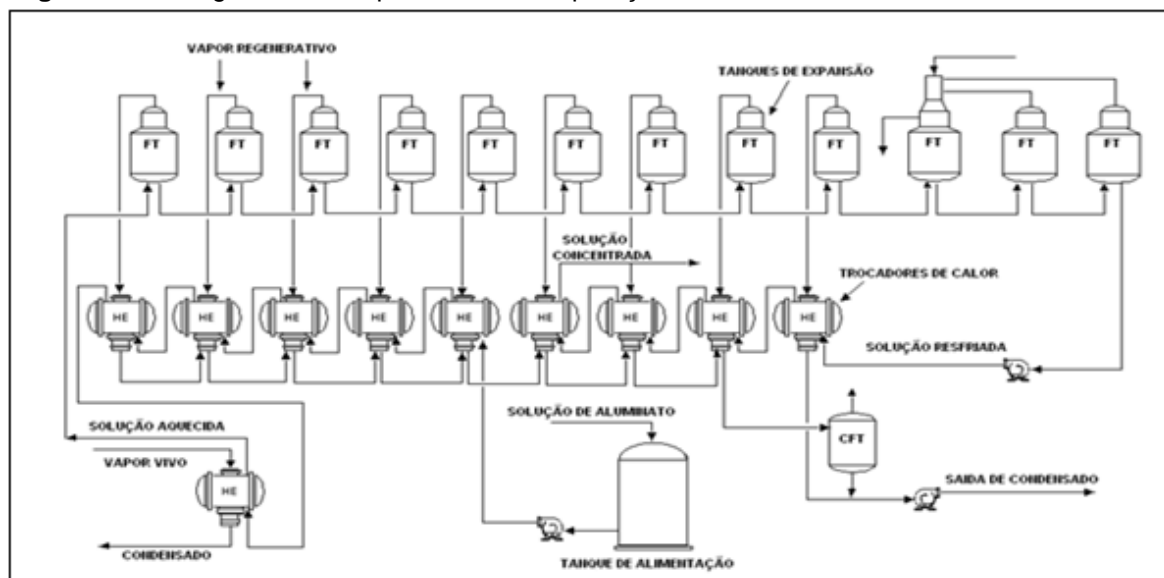 VAPOR REGENERATIVO
TANQUES DE EXPANSÃO
FT
FT
FT
FT
FT
FT
FT
FT
FT
FT
FT
FT
SOLUÇÃO
CONCENTRADA
TROCADORES DE CALOR
HE
HE
HE
HE
HE
HE
HE
HE
HE
SOLUÇÃO RESFRIADA
SOLUÇÃO AQUECIDA
VAPOR VIVO
HE
CONDENSADO
SOLUÇÃO DE ALUMINATO
TANQUE DE ALIMENTAÇÃO
CFT
SAIDA DE CONDENSADO